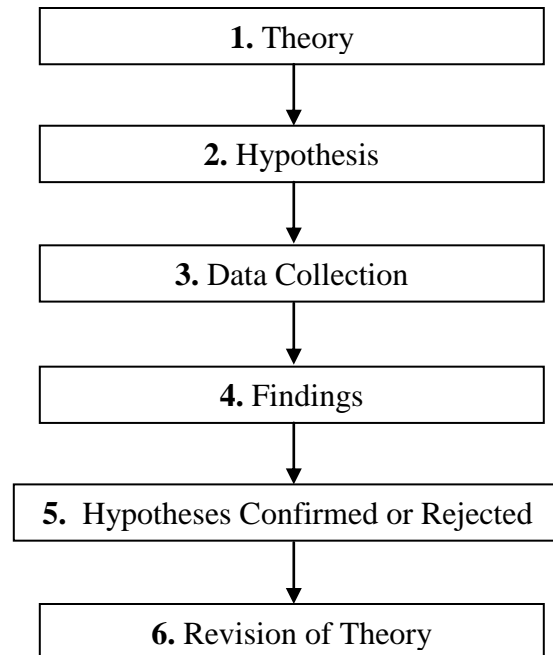 1. Theory
2. Hypothesis
3. Data Collection
4. Findings
5. Hypotheses Confirmed or Rejected
6. Revision of Theory